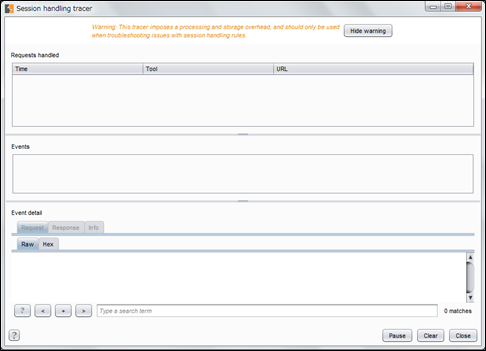 Session handling tracer
Warning: This tracer imposes a processing and storage overhead, and should only be used
when troubleshooting issues with session handling rules.
Hide warning
Requests handled
Time Tool URL
Events
Event detail
Request Response Info
Raw Hex
? < + > Type a search term 0 matches
? Pause Clear Close